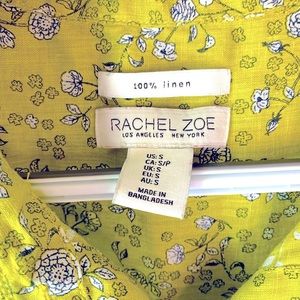 100% linen
RACHEL ZOE
LOS ANGELES NEW YORK
US: S
CA: S/P
UK: S
EU: S
AU: S
MADE IN
BANGLADESH